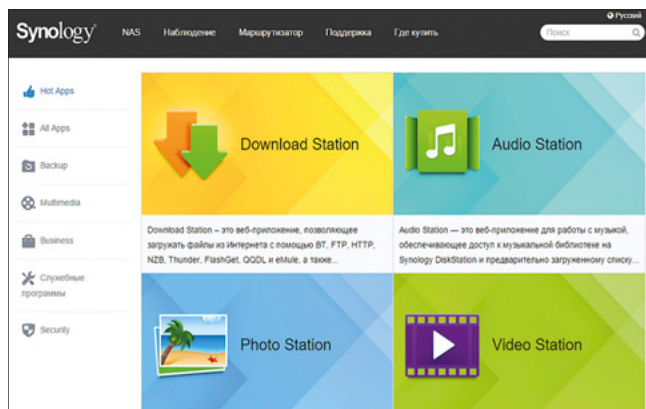 Русский
Synology
NAS
Наблюдение
Маршрутизатор
Поддержка
Где купить
Поиск
Hot Apps
All Apps
Backup
Multimedia
Business
Служебные
программы
Security
Download Station
Download Station – это веб-приложение, позволяющее
загружать файлы из Интернета с помощью BT, FTP, HTTP,
NZB, Thunder, FlashGet, QQDL и eMule, а также...
Audio Station
Audio Station — это веб-приложение для работы с музыкой,
обеспечивающее доступ к музыкальной библиотеке на
Synology DiskStation и предварительно загруженному списку...
Photo Station
Video Station